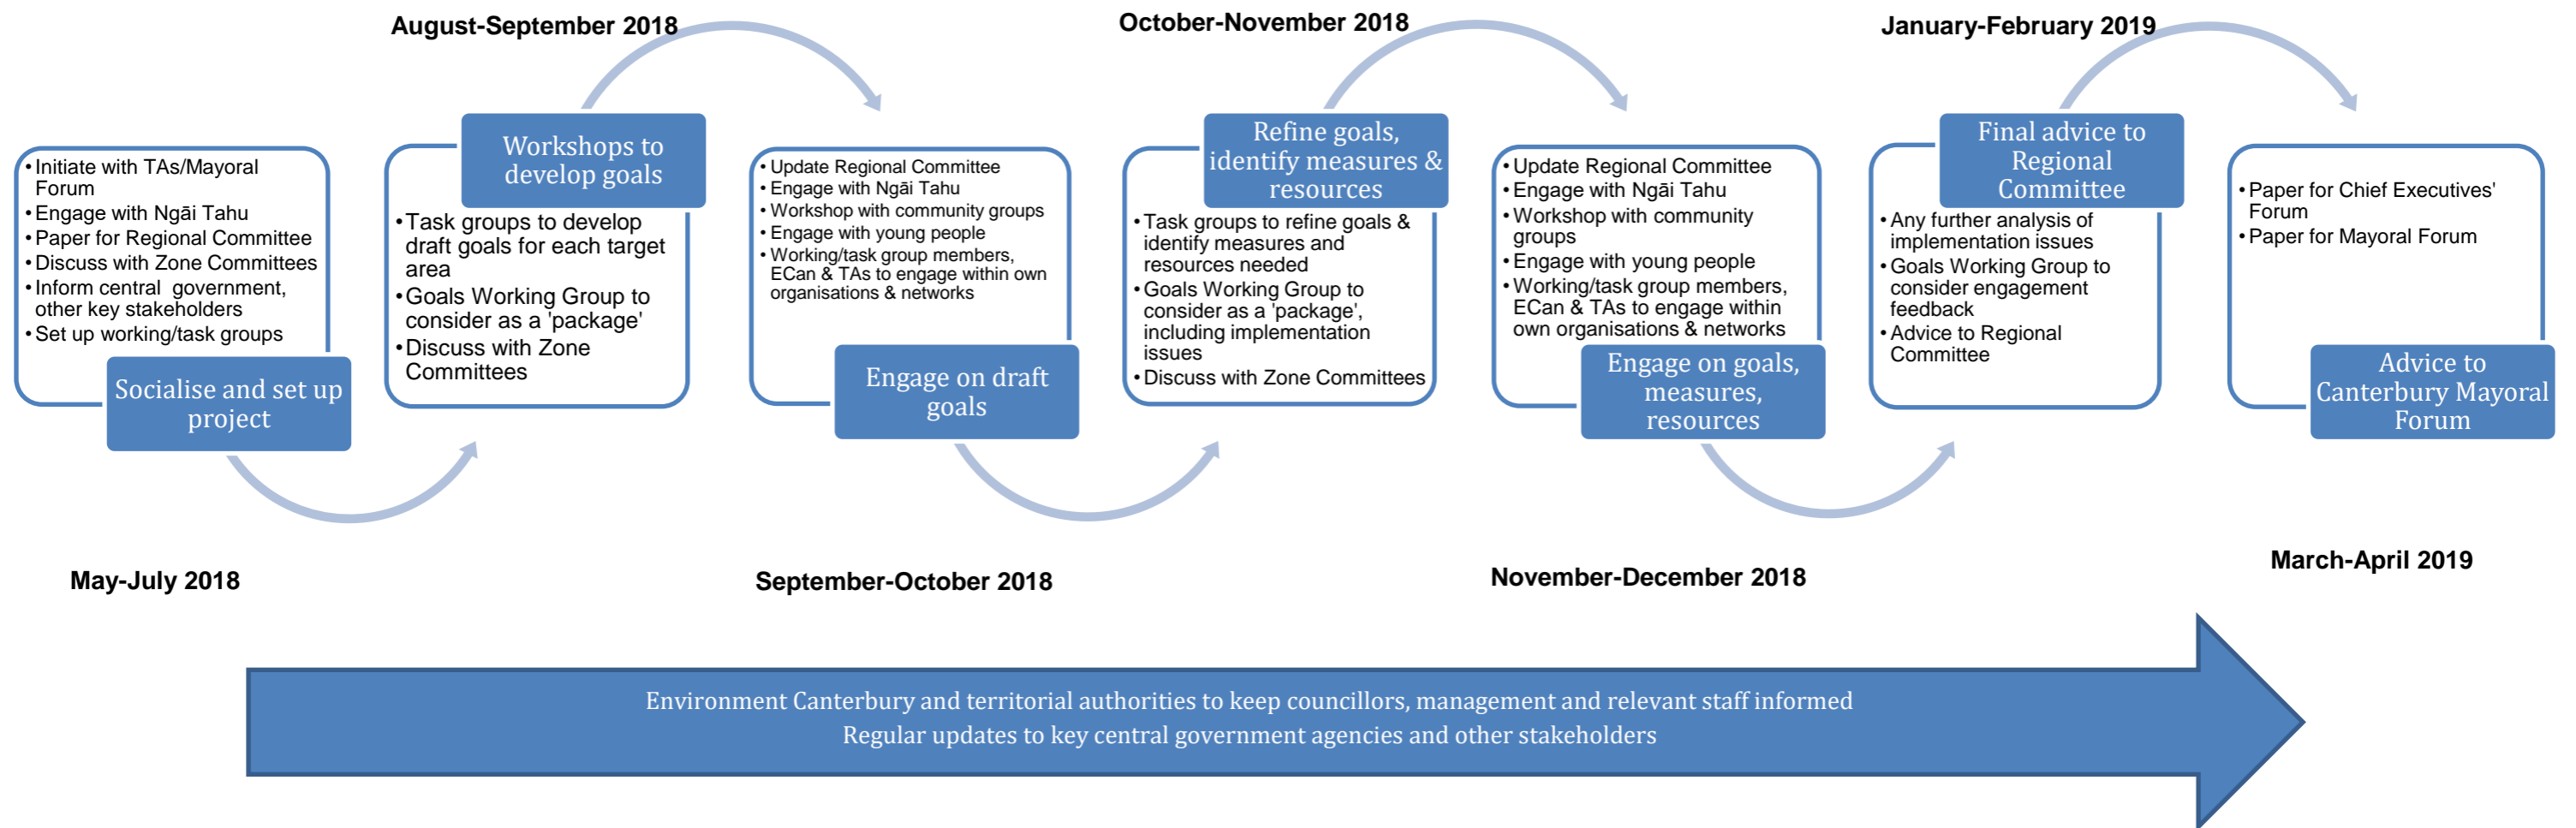 August-September 2018
October-November 2018
January-February 2019
• Initiate with TAs/Mayoral
Forum
• Engage with Ngāi Tahu
• Paper for Regional Committee
• Discuss with Zone Committees
• Inform central government,
other key stakeholders
• Set up working/task groups
Socialise and set up
project
Workshops to
develop goals
• Task groups to develop
draft goals for each target
area
• Goals Working Group to
consider as a 'package'
• Discuss with Zone
Committees
• Update Regional Committee
• Engage with Ngāi Tahu
• Workshop with community groups
• Engage with young people
• Working/task group members,
ECan & TAs to engage within own
organisations & networks
Engage on draft
goals
Refine goals,
identify measures &
resources
• Task groups to refine goals &
identify measures and
resources needed
• Goals Working Group to
consider as a 'package',
including implementation
issues
• Discuss with Zone Committees
• Update Regional Committee
• Engage with Ngāi Tahu
• Workshop with community
groups
• Engage with young people
• Working/task group members,
ECan & TAs to engage within
own organisations & networks
Engage on goals,
measures,
resources
Final advice to
Regional
Committee
• Any further analysis of
implementation issues
• Goals Working Group to
consider engagement
feedback
• Advice to Regional
Committee
• Paper for Chief Executives'
Forum
• Paper for Mayoral Forum
Advice to
Canterbury Mayoral
Forum
May-July 2018
September-October 2018
November-December 2018
March-April 2019
Environment Canterbury and territorial authorities to keep councillors, management and relevant staff informed
Regular updates to key central government agencies and other stakeholders